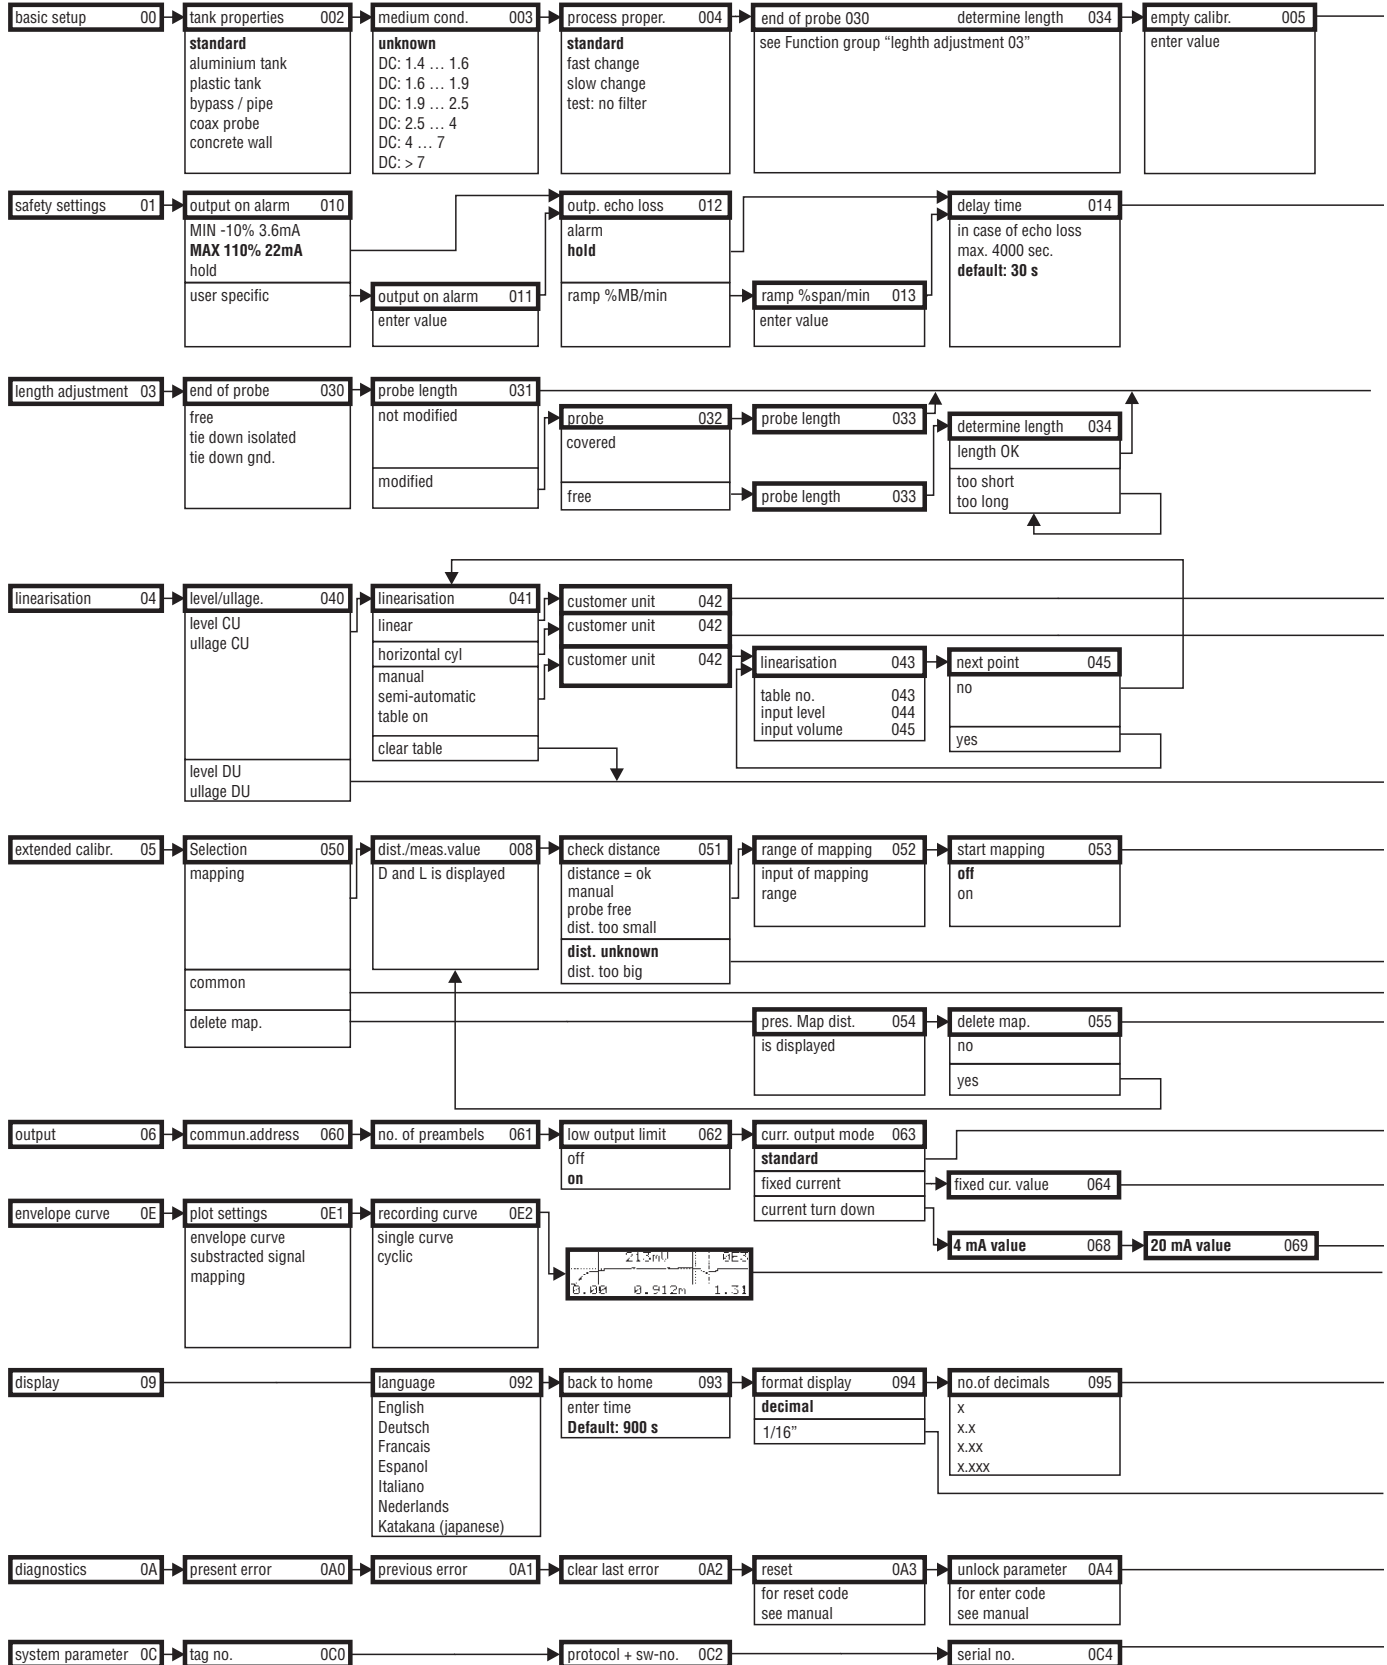 basic setup 00
tank properties 002
standard
aluminium tank
plastic tank
bypass / pipe
coax probe
concrete wall
medium cond. 003
unknown
DC: 1.4 … 1.6
DC: 1.6 … 1.9
DC: 1.9 … 2.5
DC: 2.5 … 4
DC: 4 … 7
DC: > 7
process proper. 004
standard
fast change
slow change
test: no filter
end of probe 030 determine length 034
see Function group “leghth adjustment 03”
empty calibr. 005
enter value
safety settings 01
output on alarm 010
MIN -10% 3.6mA
MAX 110% 22mA
hold
user specific
output on alarm 011
enter value
outp. echo loss 012
alarm
hold
ramp %MB/min
ramp %span/min 013
enter value
delay time 014
in case of echo loss
max. 4000 sec.
default: 30 s
length adjustment 03
end of probe 030
free
tie down isolated
tie down gnd.
probe length 031
not modified
modified
probe 032
covered
free
probe length 033
probe length 033
determine length 034
length OK
too short
too long
linearisation 04
level/ullage. 040
level CU
ullage CU
level DU
ullage DU
linearisation 041
linear
horizontal cyl
manual
semi-automatic
table on
clear table
customer unit 042
customer unit 042
customer unit 042
linearisation 043
table no. 043
input level 044
input volume 045
next point 045
no
yes
extended calibr. 05
Selection 050
mapping
common
delete map.
dist./meas.value 008
D and L is displayed
check distance 051
distance = ok
manual
probe free
dist. too small
dist. unknown
dist. too big
range of mapping 052
input of mapping
range
start mapping 053
off
on
pres. Map dist. 054
is displayed
delete map. 055
no
yes
output 06
commun.address 060
no. of preambels 061
low output limit 062
off
on
curr. output mode 063
standard
fixed current
current turn down
fixed cur. value 064
4 mA value 068
20 mA value 069
envelope curve 0E
plot settings 0E1
envelope curve
substracted signal
mapping
recording curve 0E2
single curve
cyclic
213mV 0E3
0.00 0.912m 1.31
display 09
language 092
English
Deutsch
Francais
Espanol
Italiano
Nederlands
Katakana (japanese)
back to home 093
enter time
Default: 900 s
format display 094
decimal
1/16”
no.of decimals 095
x
x.x
x.xx
x.xxx
diagnostics 0A
present error 0A0
previous error 0A1
clear last error 0A2
reset 0A3
for reset code
see manual
unlock parameter 0A4
for enter code
see manual
system parameter 0C
tag no. 0C0
protocol + sw-no. 0C2
serial no. 0C4